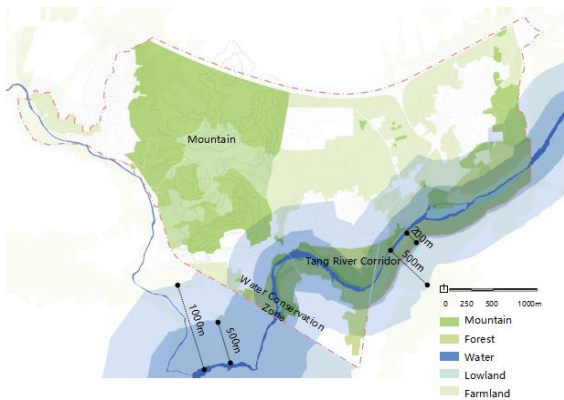 Mountain
200m
Tang River Corridor
500m
Water Conservation
Zone
1000m
500m
0 250 500 1000m
Mountain
Forest
Water
Lowland
Farmland